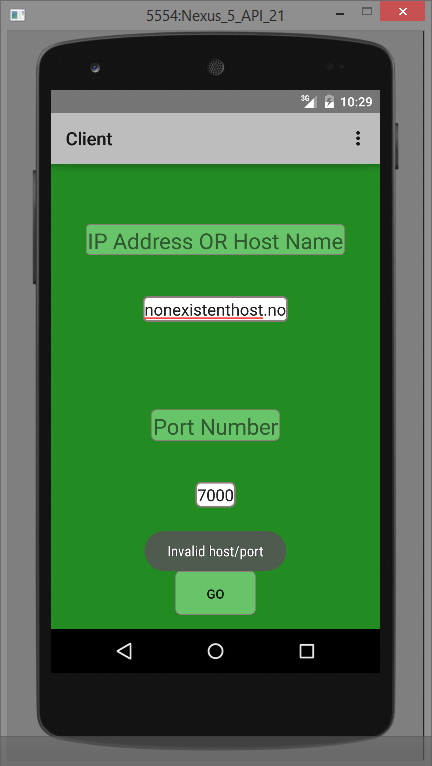 5554:Nexus_5_API_21
3G 10:29
Client
IP Address OR Host Name
nonexistenthost.no
Port Number
7000
Invalid host/port
GO